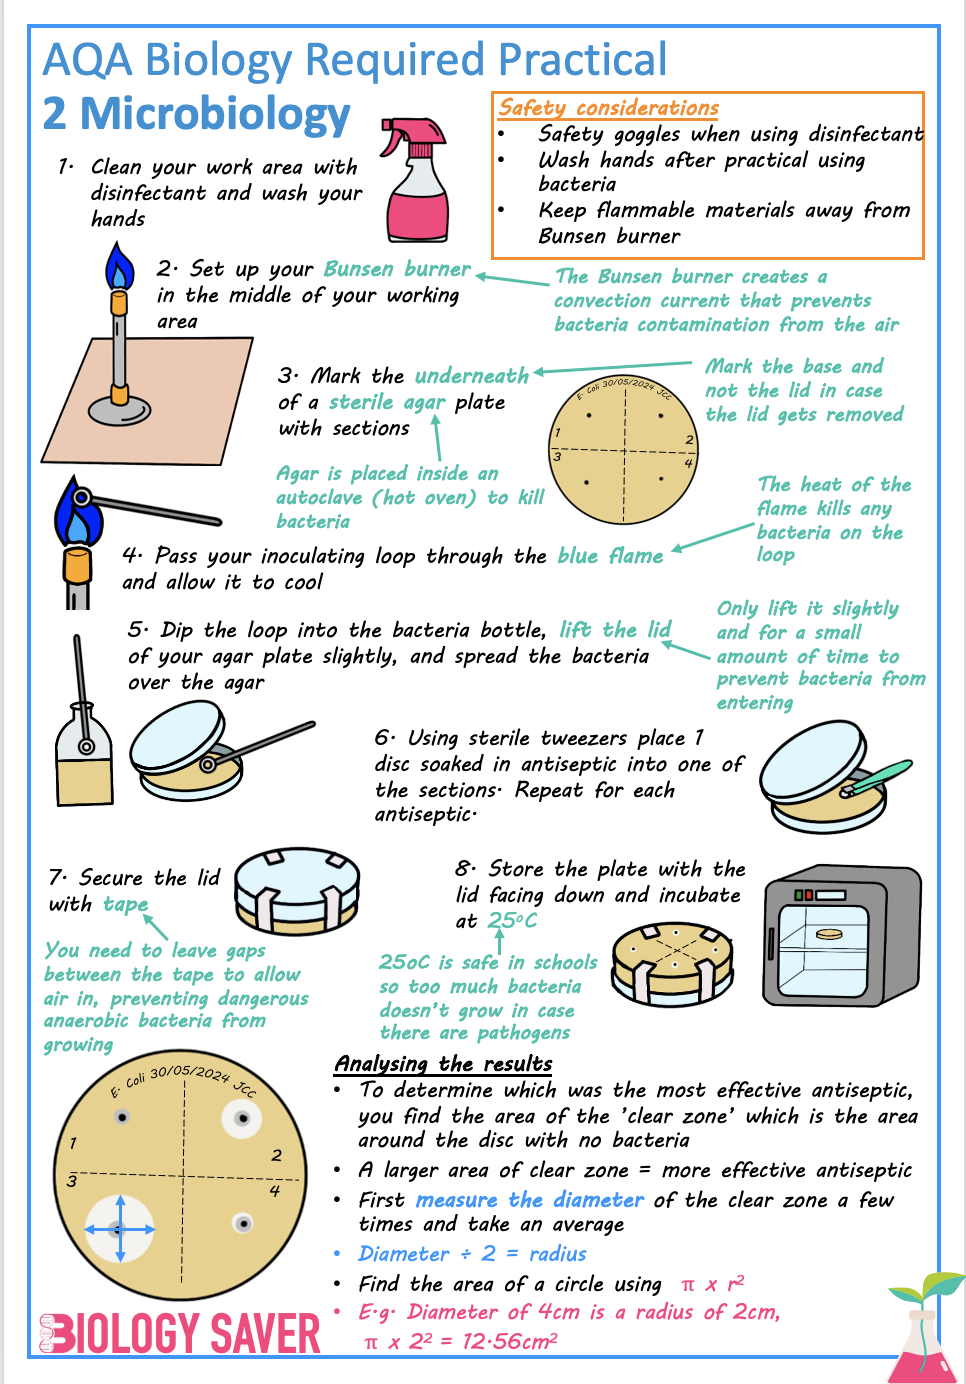 AQA Biology Required Practical
2 Microbiology
Safety considerations
• Safety goggles when using disinfectant
• Wash hands after practical using
bacteria
• Keep flammable materials away from
Bunsen burner
1. Clean your work area with
disinfectant and wash your
hands
2. Set up your Bunsen burner
in the middle of your working
area
The Bunsen burner creates a
convection current that prevents
bacteria contamination from the air
3. Mark the underneath
of a sterile agar plate
with sections
E. Coli 30/05/2024 JCC
1
2
3
4
Mark the base and
not the lid in case
the lid gets removed
Agar is placed inside an
autoclave (hot oven) to kill
bacteria
The heat of the
flame kills any
bacteria on the
loop
4. Pass your inoculating loop through the blue flame
and allow it to cool
5. Dip the loop into the bacteria bottle, lift the lid
of your agar plate slightly, and spread the bacteria
over the agar
Only lift it slightly
and for a small
amount of time to
prevent bacteria from
entering
6. Using sterile tweezers place 1
disc soaked in antiseptic into one of
the sections. Repeat for each
antiseptic.
7. Secure the lid
with tape
You need to leave gaps
between the tape to allow
air in, preventing dangerous
anaerobic bacteria from
growing
8. Store the plate with the
lid facing down and incubate
at 25°C
25oC is safe in schools
so too much bacteria
doesn't grow in case
there are pathogens
E. Coli 30/05/2024 JCC
1
2
3
4
Analysing the results
• To determine which was the most effective antiseptic,
you find the area of the 'clear zone' which is the area
around the disc with no bacteria
• A larger area of clear zone = more effective antiseptic
• First measure the diameter of the clear zone a few
times and take an average
• Diameter ÷ 2 = radius
• Find the area of a circle using π x r²
• E.g. Diameter of 4cm is a radius of 2cm,
π x 2² = 12.56cm²
BIOLOGY SAVER